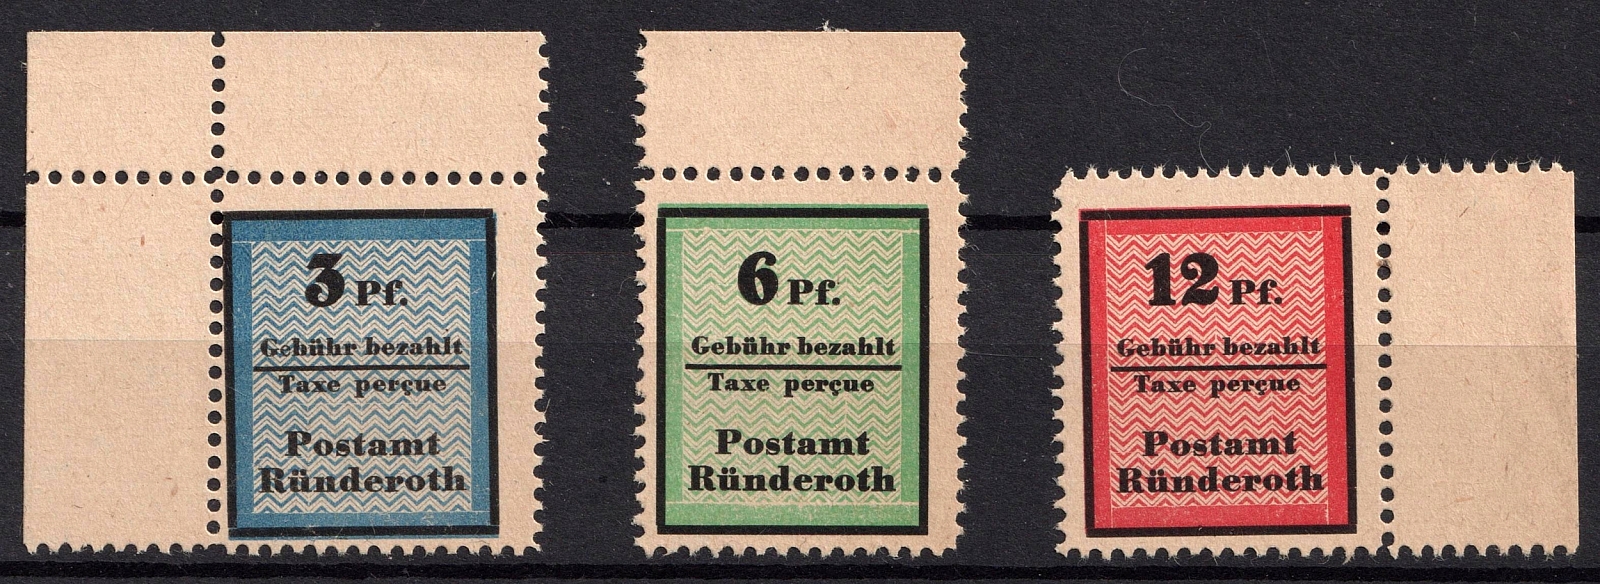 3 Pf.
Gebühr bezahlt
Taxe perçue
Postamt
Ründeroth
6 Pf.
Gebühr bezahlt
Taxe perçue
Postamt
Ründeroth
12 Pf.
Gebühr bezahlt
Taxe perçue
Postamt
Ründeroth